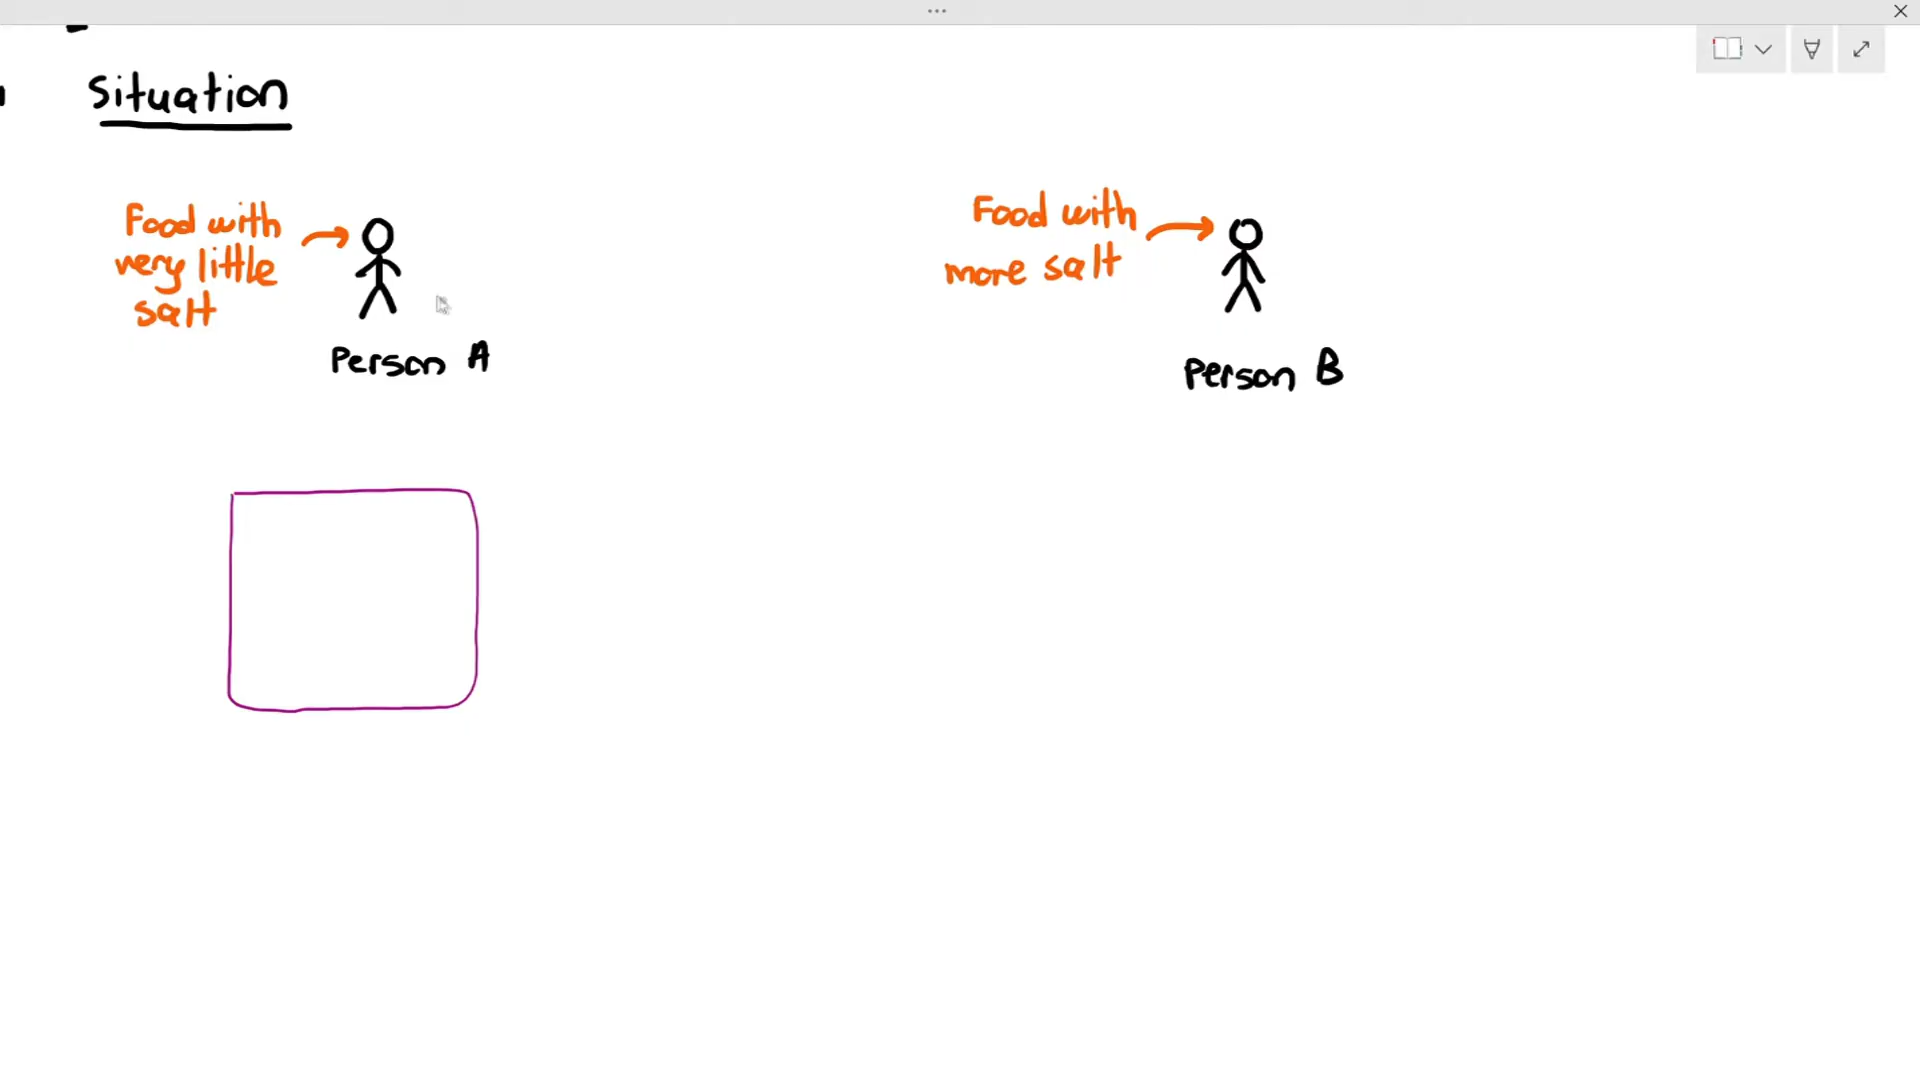 Situation
Food with
very little
salt
Person A
Food with
more salt
Person B